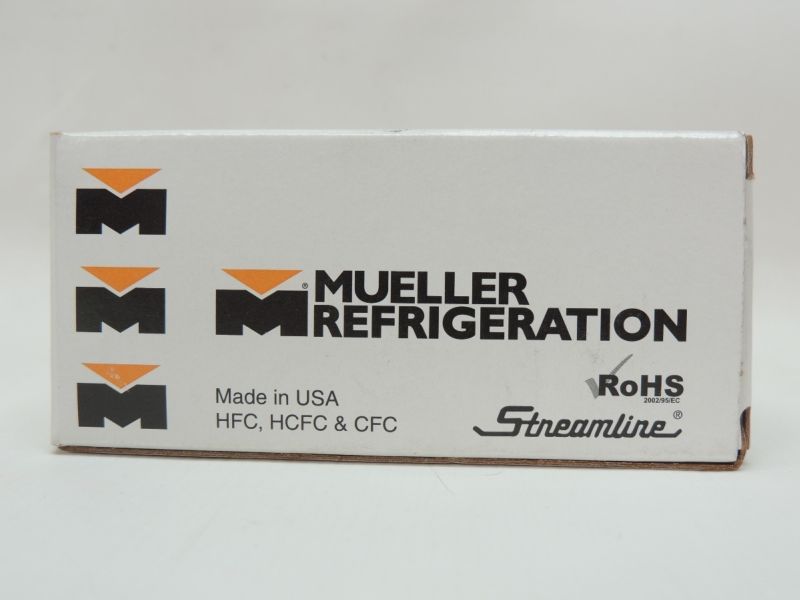 M
M
M
M® MUELLER
REFRIGERATION
RoHS
2002/95/EC
Made in USA
HFC, HCFC & CFC
Streamline®